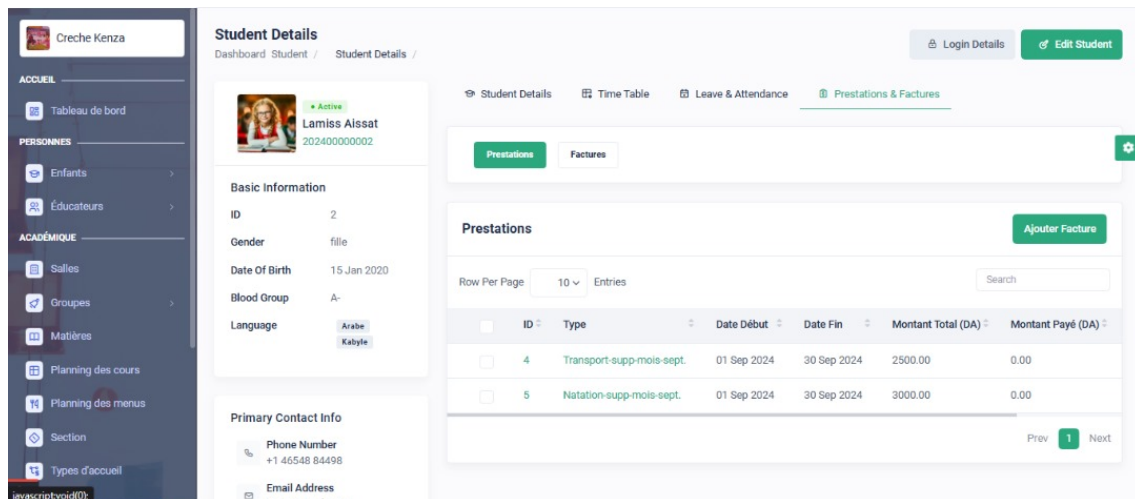 Creche Kenza
ACCUEIL
Tableau de bord
PERSONNES
Enfants
Éducateurs
ACADÉMIQUE
Salles
Groupes
Matières
Planning des cours
Planning des menus
Section
Types d'accueil
javascript:void(0);
Student Details
Dashboard Student / Student Details /
Login Details
Edit Student
Active
Lamiss Aissat
202400000002
Basic Information
ID 2
Gender fille
Date Of Birth 15 Jan 2020
Blood Group A-
Language Arabe
Kabyle
Primary Contact Info
Phone Number
+1 46548 84498
Email Address
Student Details Time Table Leave & Attendance Prestations & Factures
Prestations Factures
Prestations Ajouter Facture
Row Per Page 10 Entries Search
ID Type Date Début Date Fin Montant Total (DA) Montant Payé (DA)
4 Transport-supp-mois-sept. 01 Sep 2024 30 Sep 2024 2500.00 0.00
5 Natation-supp-mois-sept. 01 Sep 2024 30 Sep 2024 3000.00 0.00
Prev 1 Next